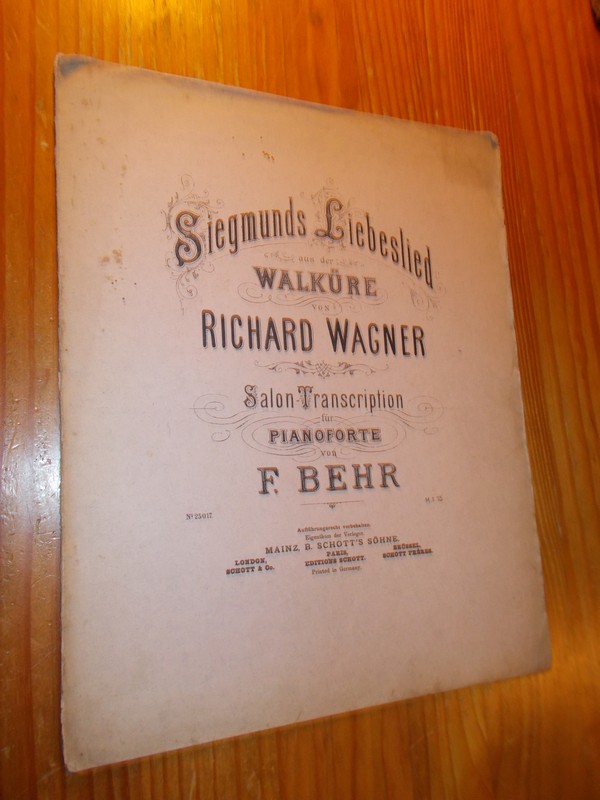 Siegmunds Liebeslied
aus der
WALKÜRE
von
RICHARD WAGNER
Salon-Transcription
für
PIANOFORTE
von
F. BEHR
No 25017.
Aufführungsrecht vorbehalten.
Eigenthum der Verleger.
MAINZ, B. SCHOTT'S SÖHNE.
LONDON, PARIS, BRÜSSEL,
SCHOTT & Co. EDITIONS SCHOTT. SCHOTT FRÈRES.
Printed in Germany.